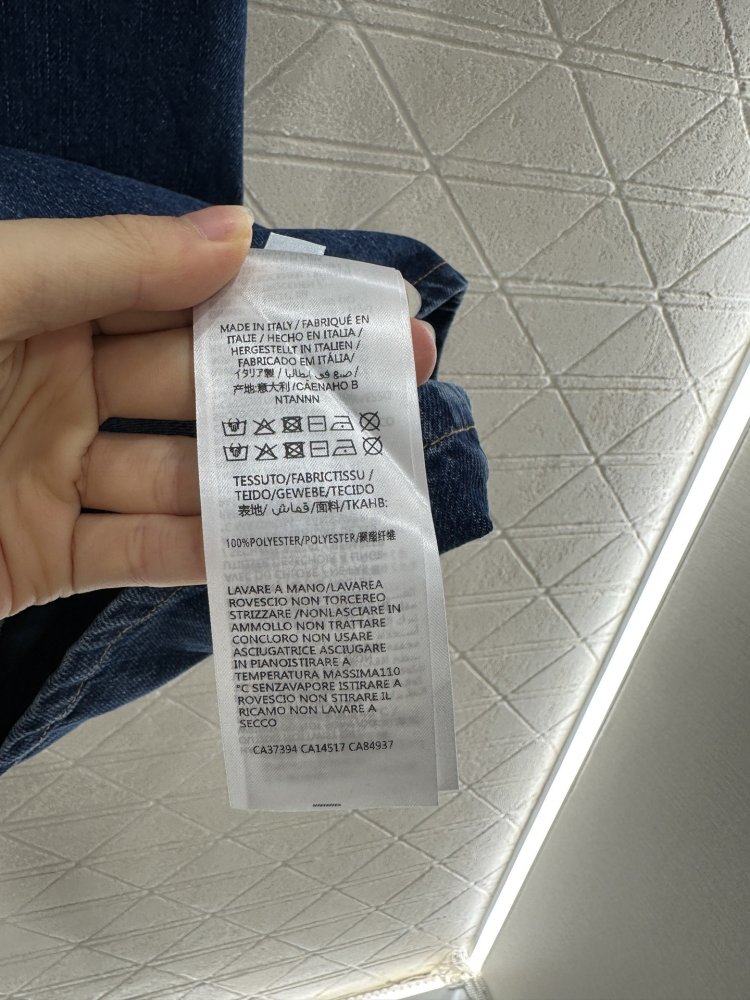 MADE IN ITALY / FABRIQUÉ EN
ITALIE / HECHO EN ITALIA /
HERGESTELLT IN ITALIEN /
FABRICADO EM ITÁLIA/
イタリア製 / صنع في إيطاليا /
产地:意大利 /CAENAHO B
NTANNN
TESSUTO/FABRICTISSU /
TEIDO/GEWEBE/TECIDO
表地/ قماش /面料/TKAHB:
100%POLYESTER/POLYESTER/聚酯纤维
LAVARE A MANO/LAVAREA
ROVESCIO NON TORCEREO
STRIZZARE /NONLASCIARE IN
AMMOLLO NON TRATTARE
CONCLORO NON USARE
ASCIUGATRICE ASCIUGARE
IN PIANOISTIRARE A
TEMPERATURA MASSIMA110
°C SENZAVAPORE ISTIRARE A
ROVESCIO NON STIRARE IL
RICAMO NON LAVARE A
SECCO
CA37394 CA14517 CA84937